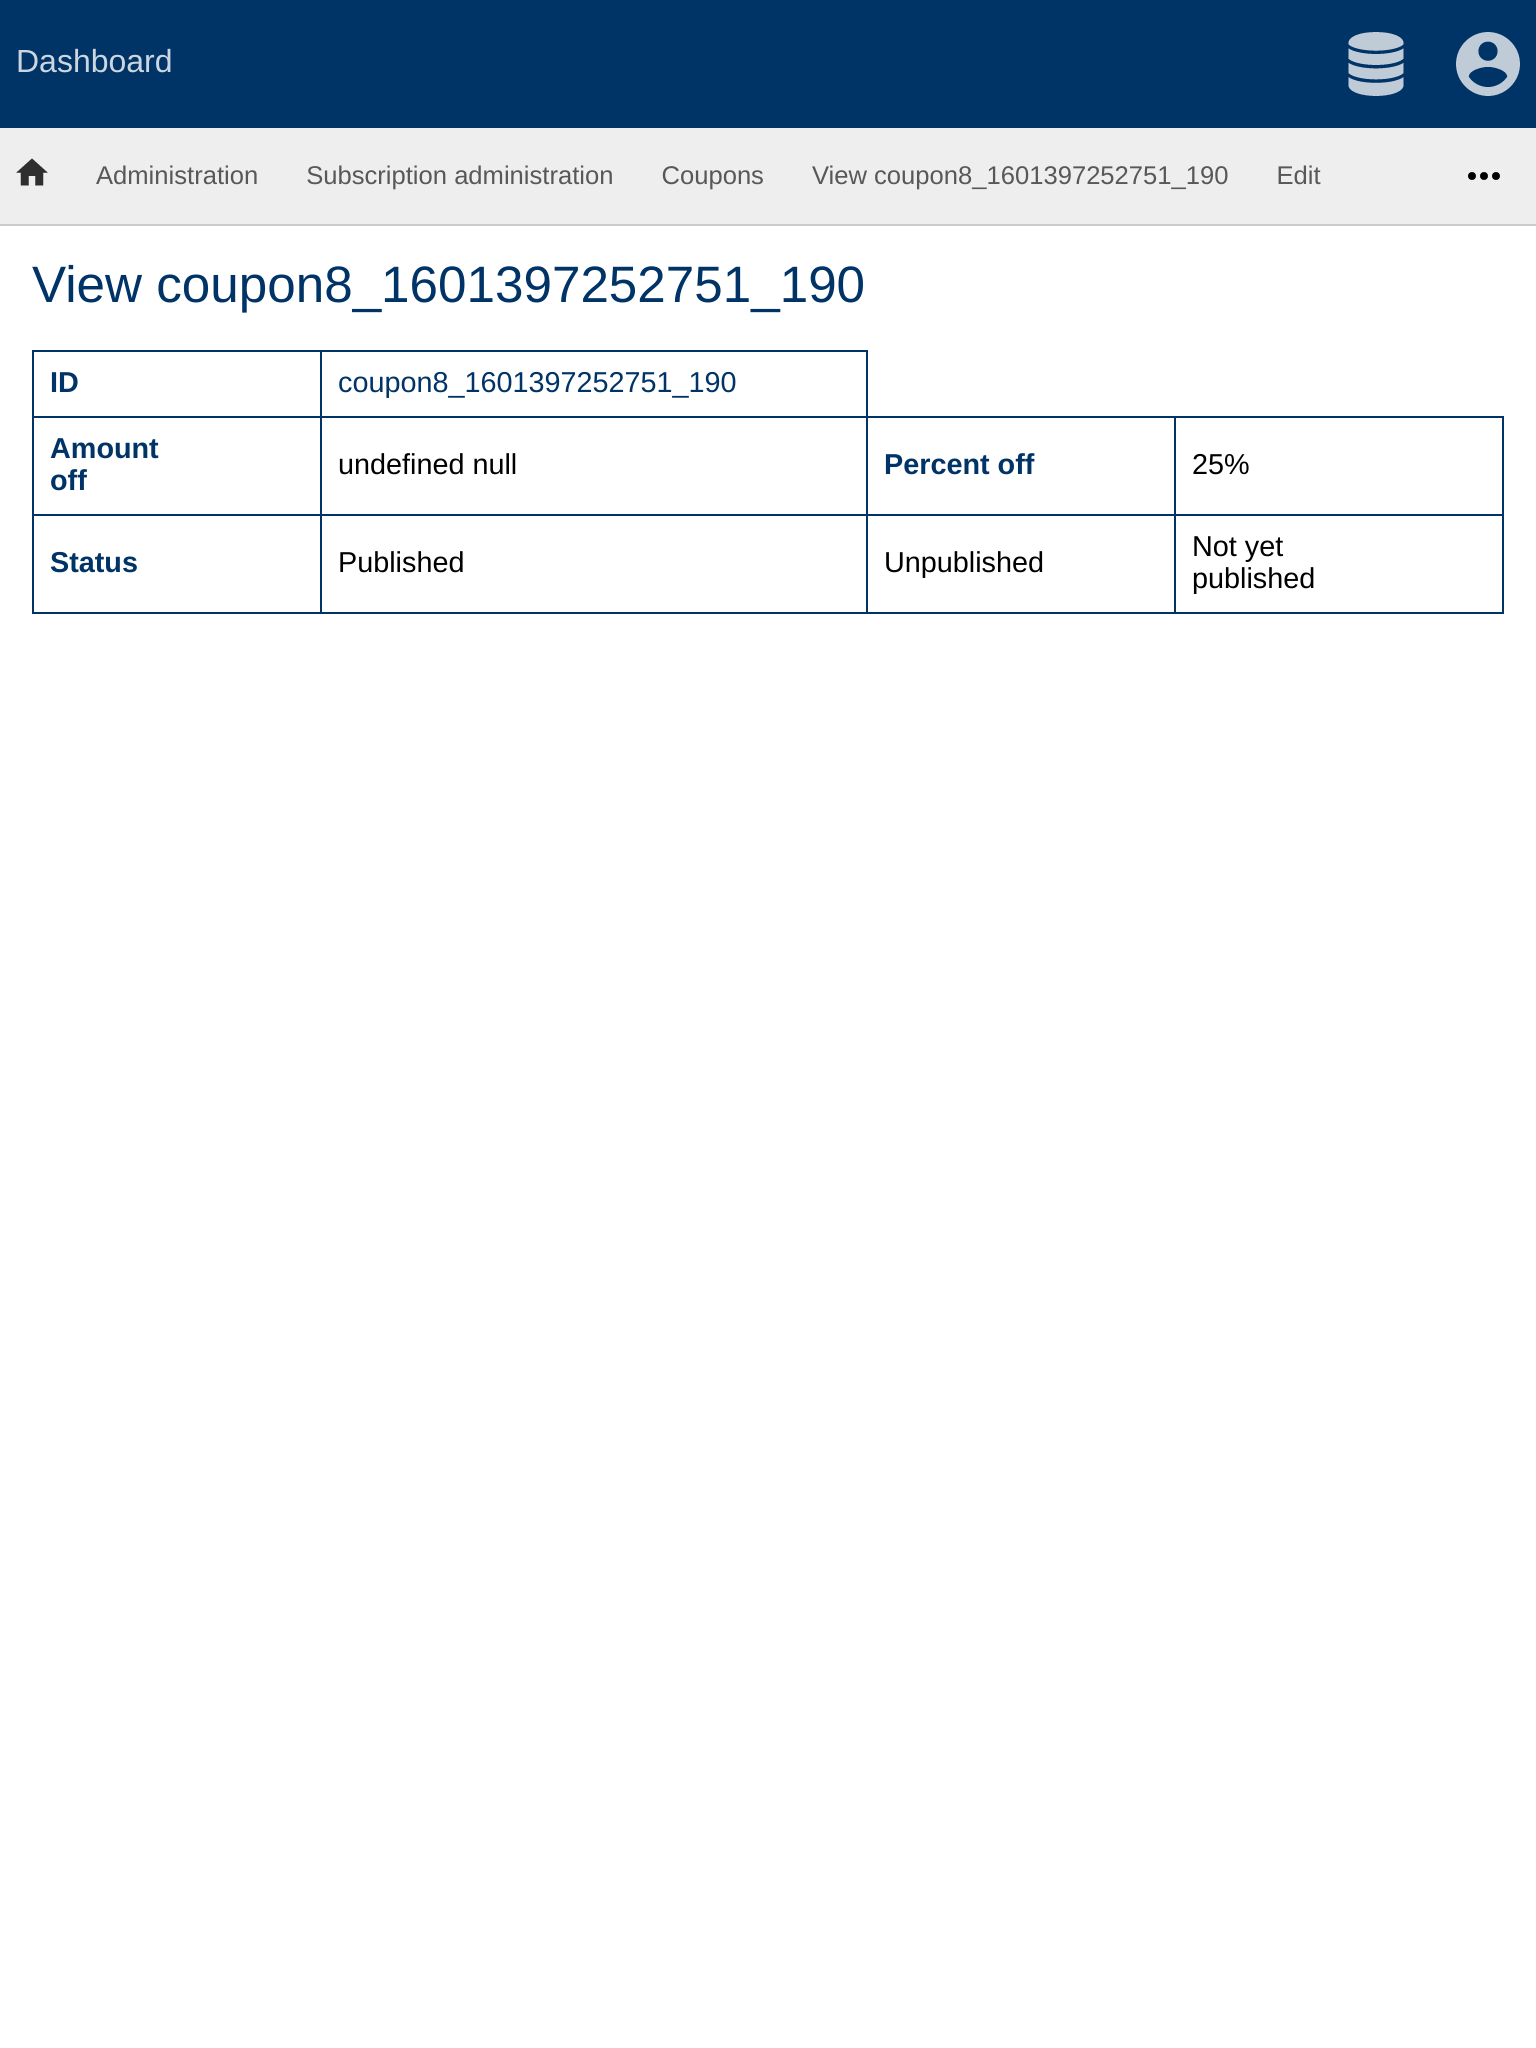 Dashboard
Administration Subscription administration Coupons View coupon8_1601397252751_190 Edit
View coupon8_1601397252751_190
ID coupon8_1601397252751_190
Amount
off undefined null Percent off 25%
Status Published Unpublished Not yet
published